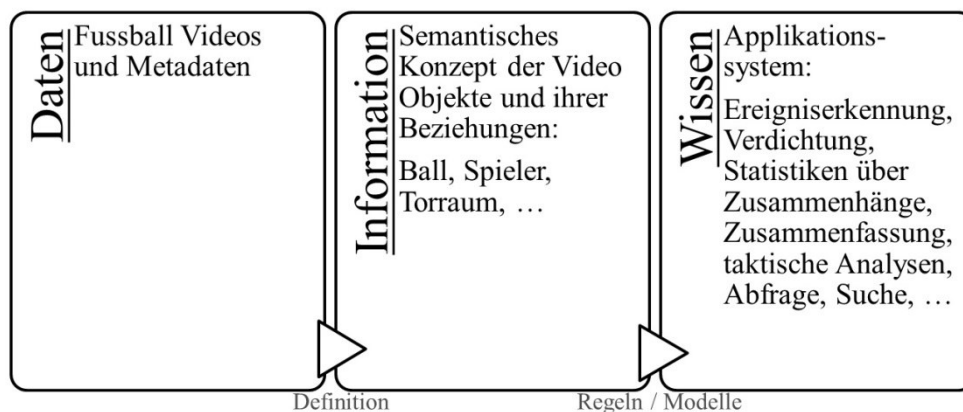 Daten
Fussball Videos
und Metadaten
Information
Semantisches
Konzept der Video
Objekte und ihrer
Beziehungen:
Ball, Spieler,
Torraum, …
Wissen
Applikations-
system:
Ereigniserkennung,
Verdichtung,
Statistiken über
Zusammenhänge,
Zusammenfassung,
taktische Analysen,
Abfrage, Suche, …
Definition
Regeln / Modelle